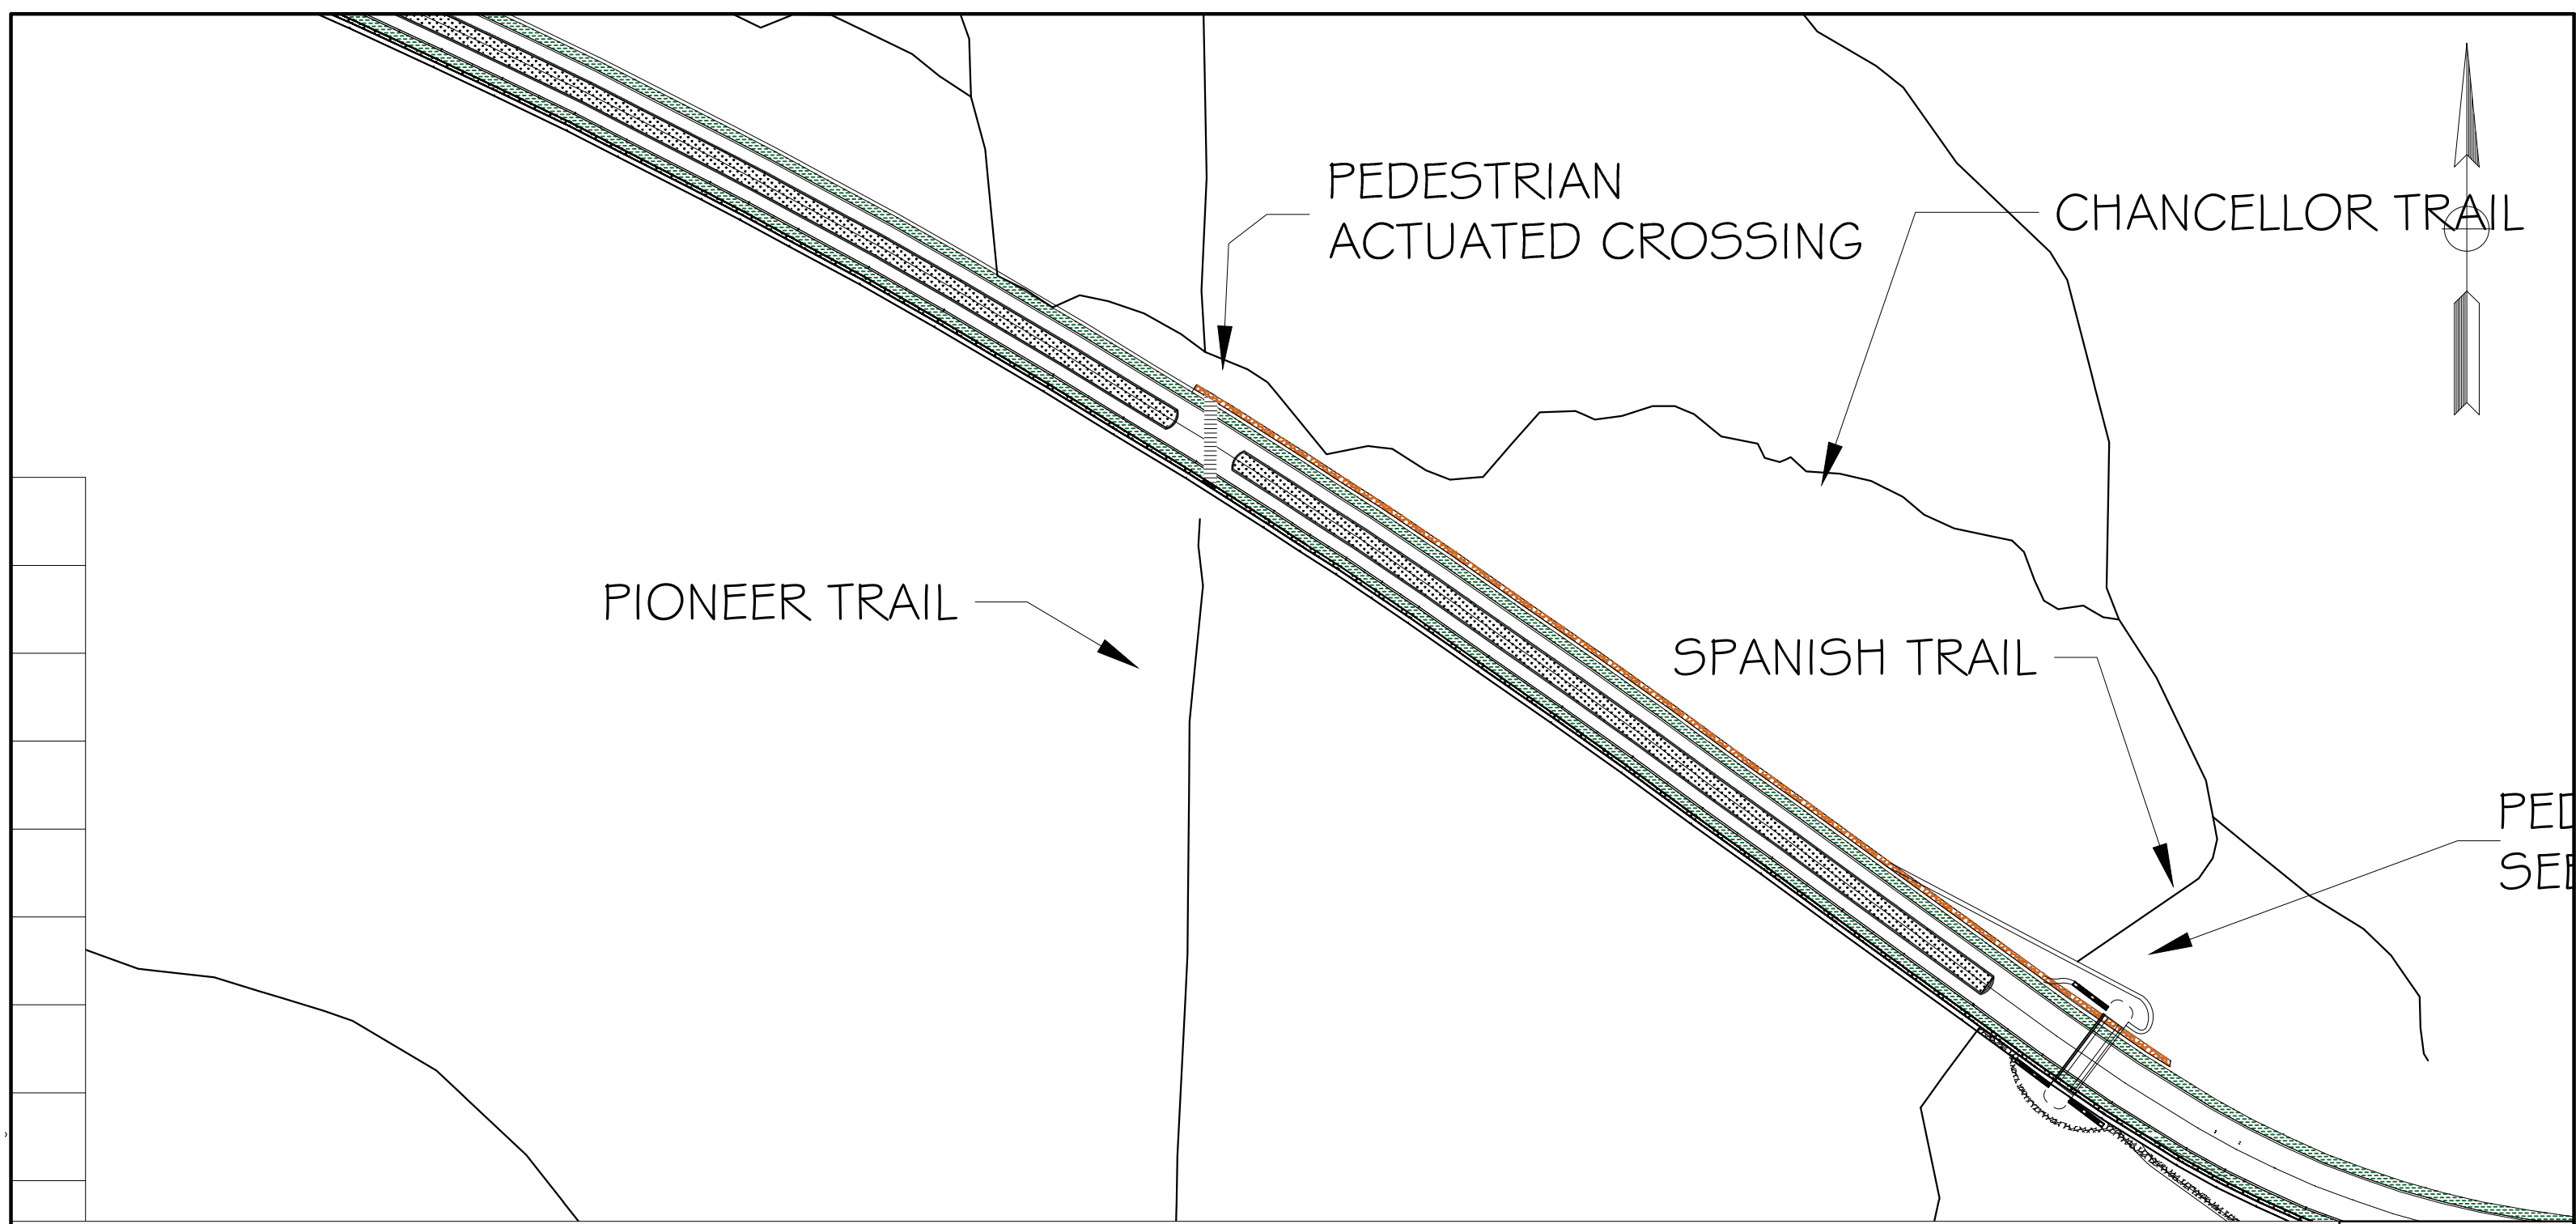 PEDESTRIAN
ACTUATED CROSSING
CHANCELLOR TRAIL
PIONEER TRAIL
SPANISH TRAIL